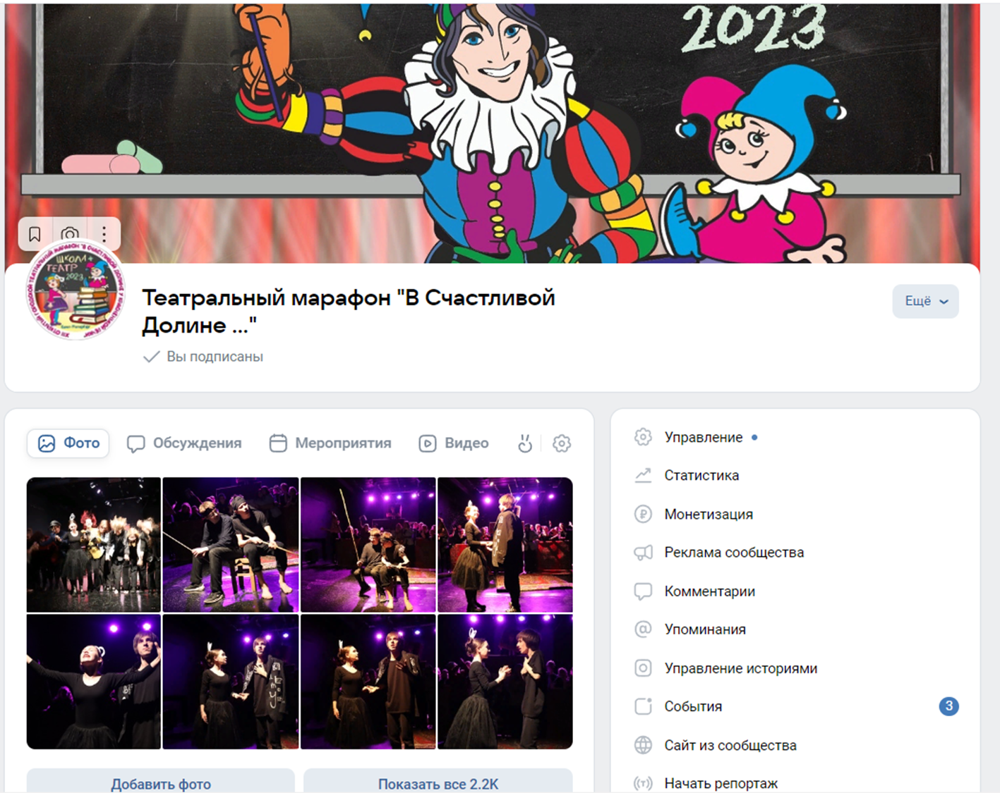 2023
ШКОЛА+
ТЕАТР
2023
Театральный марафон "В Счастливой
Долине ..."
Вы подписаны
Ещё
Фото
Обсуждения
Мероприятия
Видео
Управление
Статистика
Монетизация
Реклама сообщества
Комментарии
Упоминания
Управление историями
События
3
Сайт из сообщества
Начать репортаж
Добавить фото
Показать все 2.2K